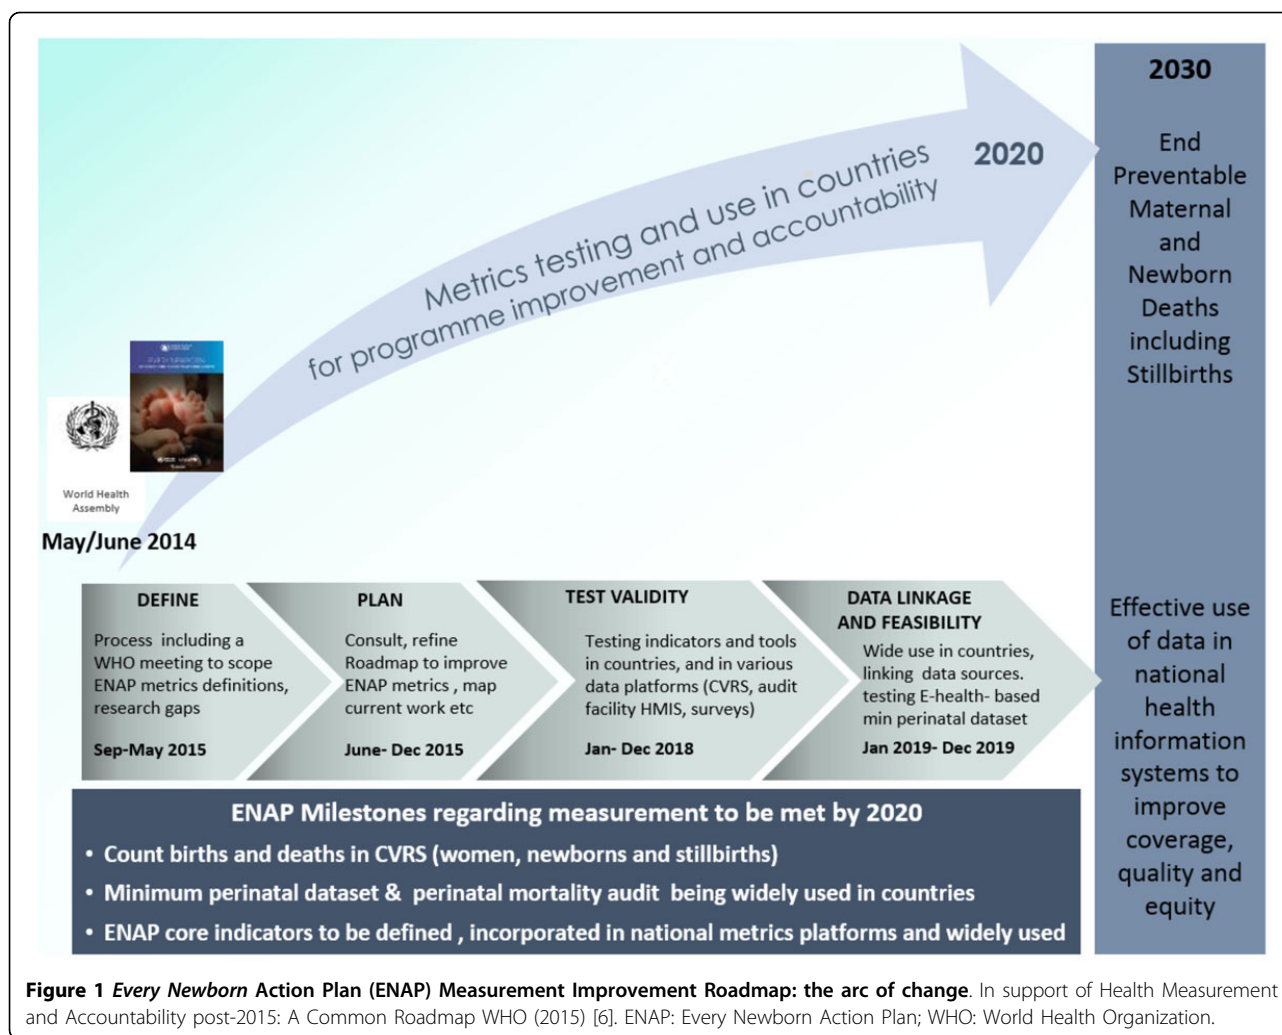 2030
End
Preventable
Maternal
and
Newborn
Deaths
including
Stillbirths
2020
Metrics testing and use in countries
for programme improvement and accountability
World Health
Assembly
May/June 2014
DEFINE
Process including a
WHO meeting to scope
ENAP metrics definitions,
research gaps
Sep-May 2015
PLAN
Consult, refine
Roadmap to improve
ENAP metrics , map
current work etc
June- Dec 2015
TEST VALIDITY
Testing indicators and tools
in countries, and in various
data platforms (CVRS, audit
facility HMIS, surveys)
Jan- Dec 2018
DATA LINKAGE
AND FEASIBILITY
Wide use in countries,
linking data sources.
testing E-health- based
min perinatal dataset
Jan 2019- Dec 2019
Effective use
of data in
national
health
information
systems to
improve
coverage,
quality and
equity
ENAP Milestones regarding measurement to be met by 2020
• Count births and deaths in CVRS (women, newborns and stillbirths)
• Minimum perinatal dataset & perinatal mortality audit being widely used in countries
• ENAP core indicators to be defined , incorporated in national metrics platforms and widely used
Figure 1 Every Newborn Action Plan (ENAP) Measurement Improvement Roadmap: the arc of change. In support of Health Measurement
and Accountability post-2015: A Common Roadmap WHO (2015) [6]. ENAP: Every Newborn Action Plan; WHO: World Health Organization.